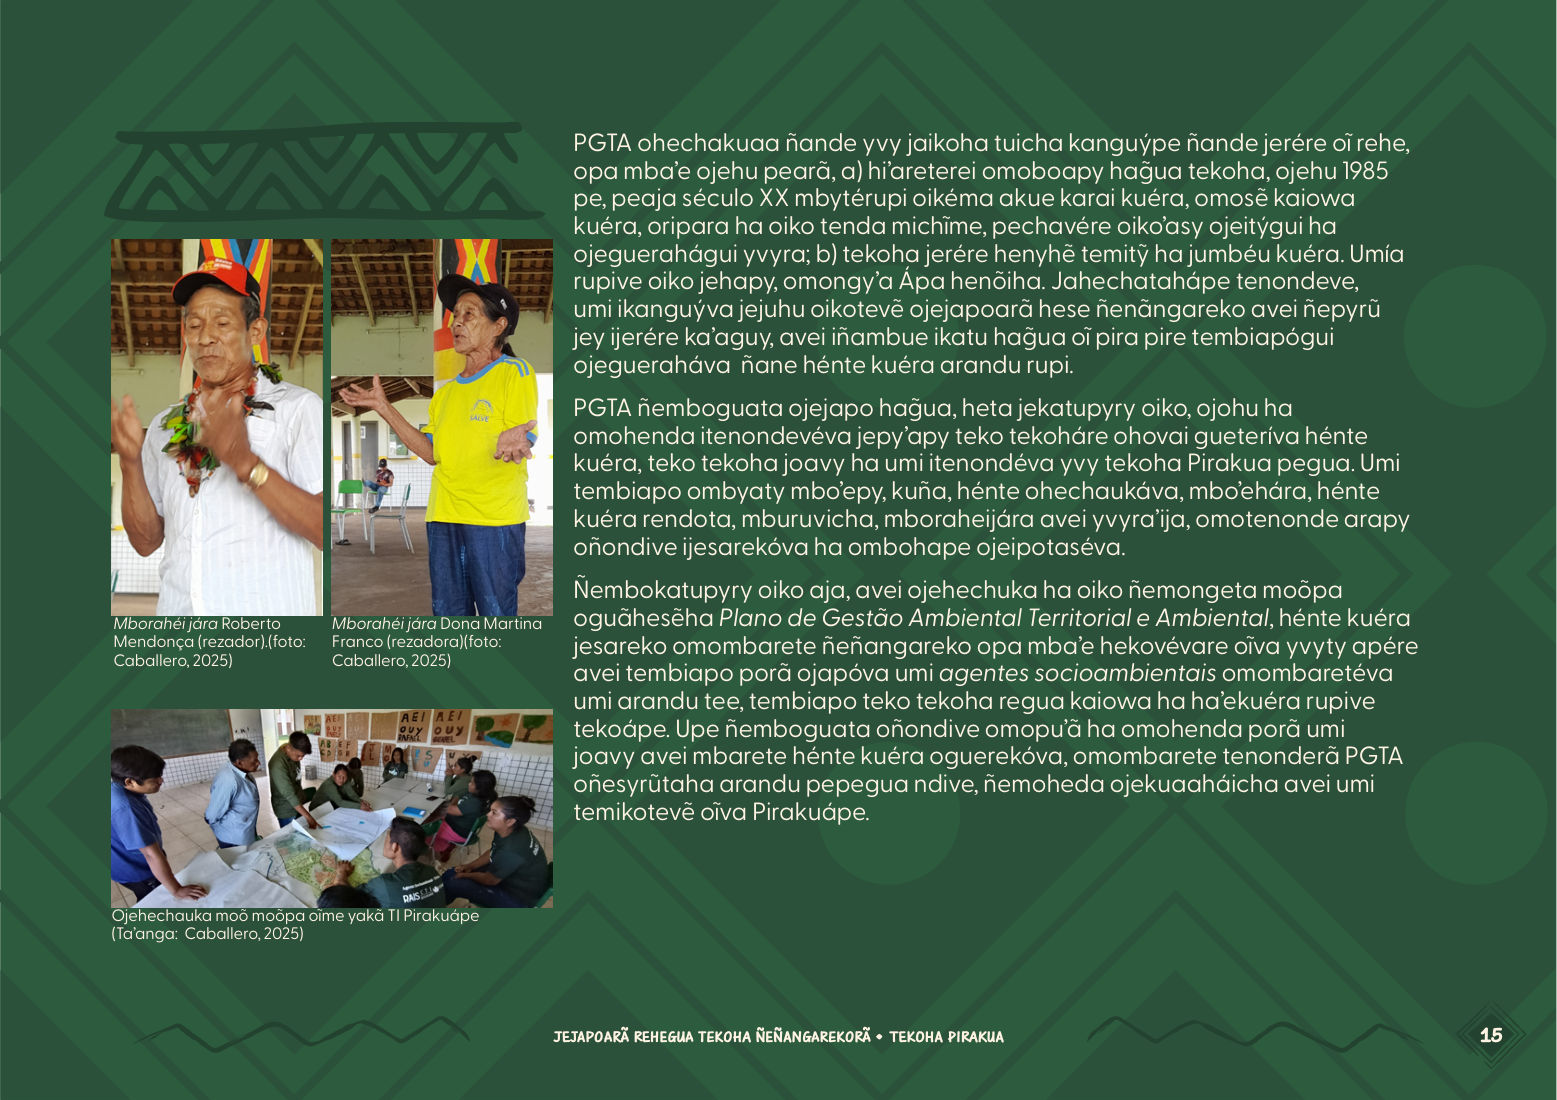 PGTA ohechakuaa ñande yvy jaikoha tuicha kanguýpe ñande jerére oĩ rehe,
opa mba’e ojehu pearã, a) hi’areterei omoboapy hag̃ua tekoha, ojehu 1985
pe, peaja século XX mbytérupi oikéma akue karai kuéra, omosẽ kaiowa
kuéra, oripara ha oiko tenda michĩme, pechavére oiko’asy ojeitýgui ha
ojeguerahágui yvyra; b) tekoha jerére henyhẽ temitỹ ha jumbéu kuéra. Umía
rupive oiko jehapy, omongy’a Ápa henõiha. Jahechatahápe tenondeve,
umi ikanguýva jejuhu oikotevẽ ojejapoarã hese ñenãngareko avei ñepyrũ
jey ijerére ka’aguy, avei iñambue ikatu hag̃ua oĩ pira pire tembiapógui
ojegueraháva ñane hénte kuéra arandu rupi.
PGTA ñemboguata ojejapo hag̃ua, heta jekatupyry oiko, ojohu ha
omohenda itenondevéva jepy’apy teko tekoháre ohovai gueteríva hénte
kuéra, teko tekoha joavy ha umi itenondéva yvy tekoha Pirakua pegua. Umi
tembiapo ombyaty mbo’epy, kuña, hénte ohechaukáva, mbo’ehára, hénte
kuéra rendota, mburuvicha, mboraheijára avei yvyra’ija, omotenonde arapy
oñondive ijesarekóva ha ombohape ojeipotaséva.
Ñembokatupyry oiko aja, avei ojehechuka ha oiko ñemongeta moõpa
oguãhesẽha Plano de Gestão Ambiental Territorial e Ambiental, hénte kuéra
jesareko omombarete ñeñangareko opa mba’e hekovévare oĩva yvyty apére
avei tembiapo porã ojapóva umi agentes socioambientais omombaretéva
umi arandu tee, tembiapo teko tekoha regua kaiowa ha ha’ekuéra rupive
tekoápe. Upe ñemboguata oñondive omopu’ã ha omohenda porã umi
joavy avei mbarete hénte kuéra oguerekóva, omombarete tenonderã PGTA
oñesyrũtaha arandu pepegua ndive, ñemoheda ojekuaaháicha avei umi
temikotevẽ oĩva Pirakuápe.
Mborahéi jára Roberto
Mendonça (rezador).(foto:
Caballero, 2025)
Mborahéi jára Dona Martina
Franco (rezadora)(foto:
Caballero, 2025)
SALVE
RAIS
Ojehechauka moõ moõpa oĩme yakã TI Pirakuápe
(Ta’anga: Caballero, 2025)
JEJAPOARÃ REHEGUA TEKOHA ÑEÑANGAREKORÃ • TEKOHA PIRAKUA
15